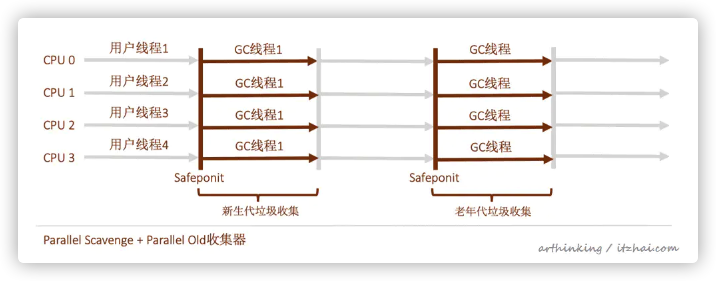 用户线程1 GC线程1 GC线程
CPU 0
用户线程2 GC线程1 GC线程
CPU 1
用户线程3 GC线程1 GC线程
CPU 2
用户线程4 GC线程1 GC线程
CPU 3
Safeponit Safeponit
新生代垃圾收集 老年代垃圾收集
Parallel Scavenge + Parallel Old收集器
arthinking / itzhai.com